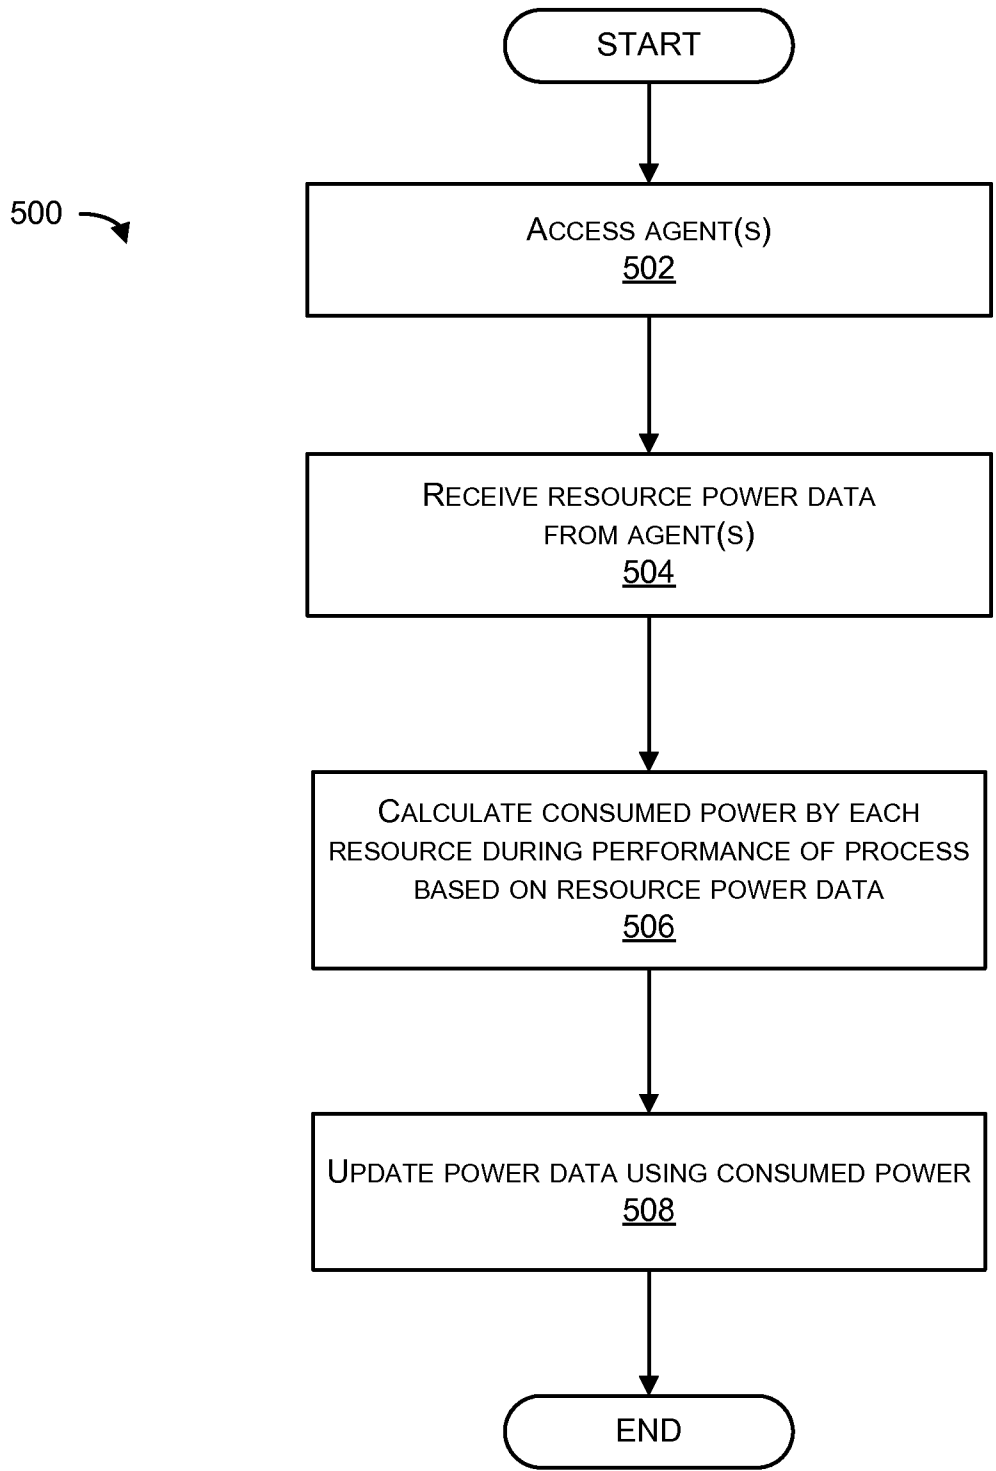 START
500
ACCESS AGENT(S)
502
RECEIVE RESOURCE POWER DATA
FROM AGENT(S)
504
CALCULATE CONSUMED POWER BY EACH
RESOURCE DURING PERFORMANCE OF PROCESS
BASED ON RESOURCE POWER DATA
506
UPDATE POWER DATA USING CONSUMED POWER
508
END